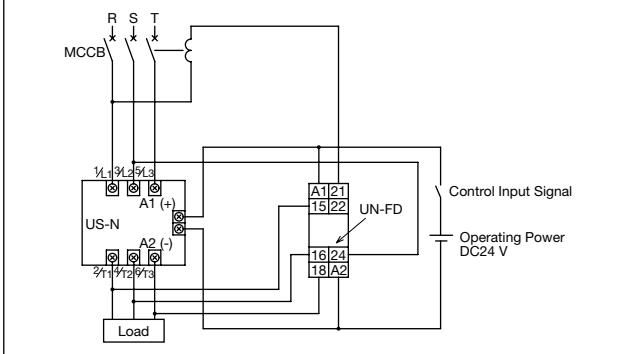 R S T
MCCB
1/L1 3/L2 5/L3
A1 (+)
US-N
A2 (-)
2/T1 4/T2 6/T3
Load
A1 21
15 22
UN-FD
16 24
18 A2
Control Input Signal
Operating Power
DC24 V